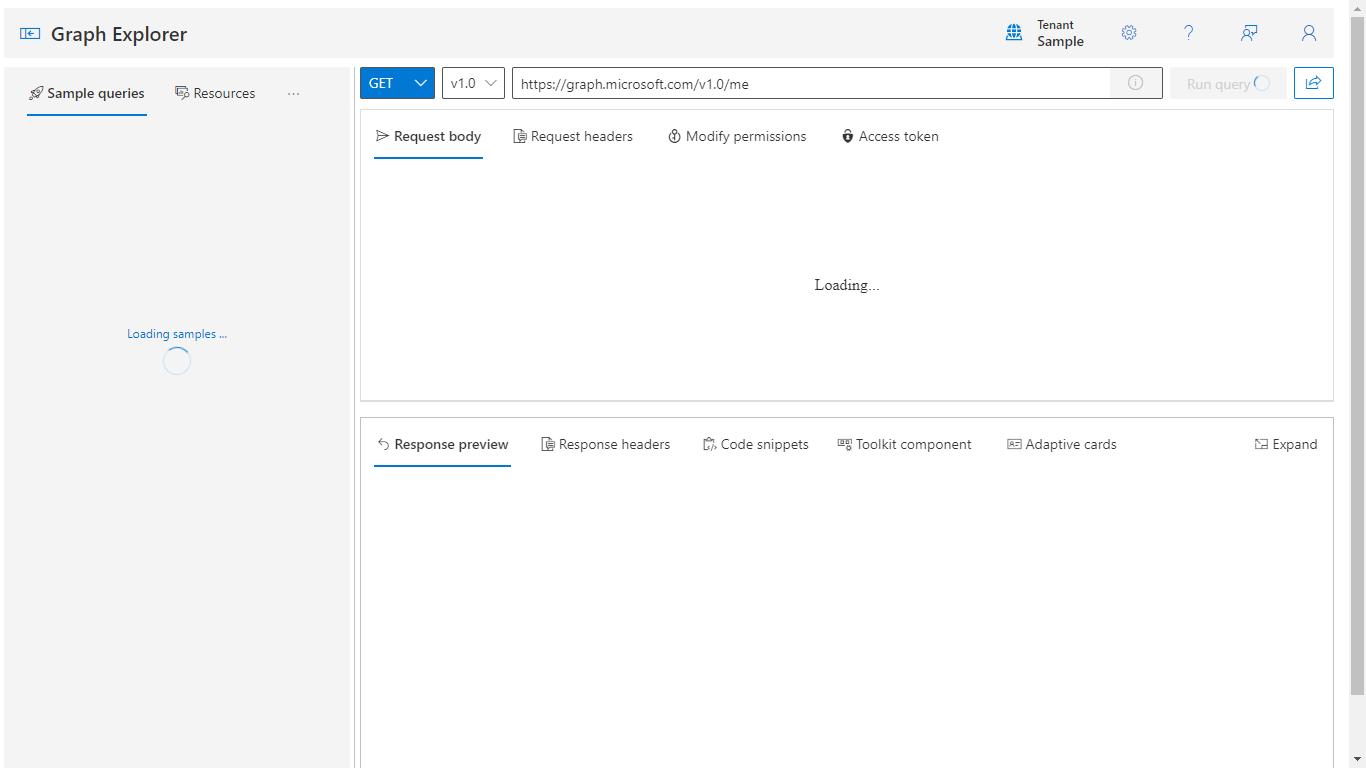 Graph Explorer
Tenant
Sample
?
Sample queries
Resources
...
GET
v1.0
https://graph.microsoft.com/v1.0/me
Run query
Request body
Request headers
Modify permissions
Access token
Loading...
Loading samples ...
Response preview
Response headers
Code snippets
Toolkit component
Adaptive cards
Expand